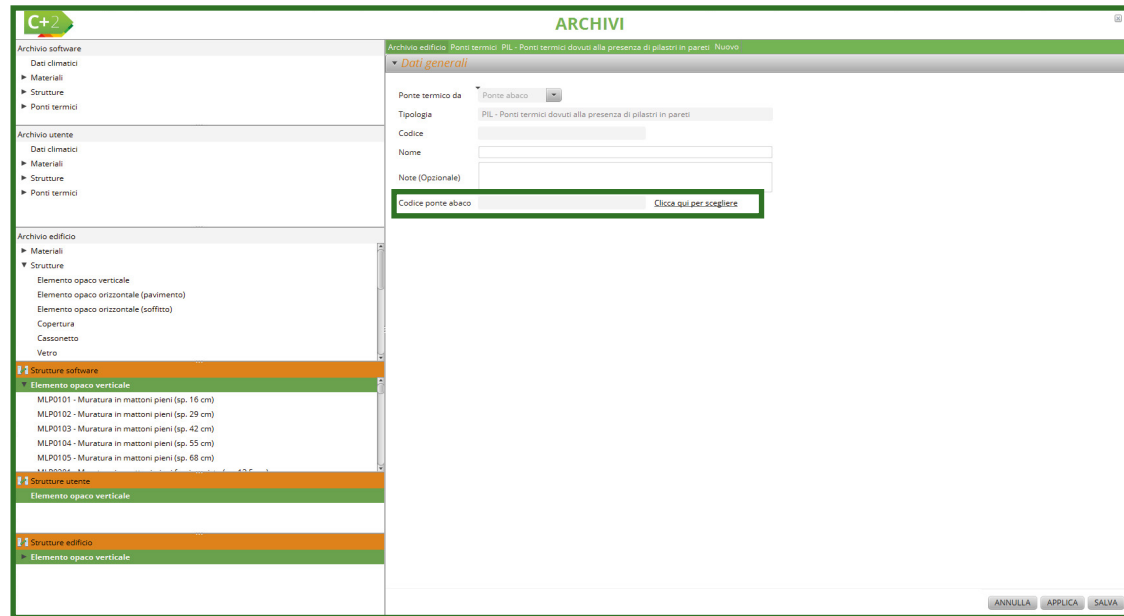 C+2
ARCHIVI
Archivio software
Dati climatici
Materiali
Strutture
Ponti termici
Archivio utente
Dati climatici
Materiali
Strutture
Ponti termici
Archivio edificio
Materiali
Strutture
Elemento opaco verticale
Elemento opaco orizzontale (pavimento)
Elemento opaco orizzontale (soffitto)
Copertura
Cassonetto
Vetro
Strutture software
Elemento opaco verticale
MLP0101 - Muratura in mattoni pieni (sp. 16 cm)
MLP0102 - Muratura in mattoni pieni (sp. 29 cm)
MLP0103 - Muratura in mattoni pieni (sp. 42 cm)
MLP0104 - Muratura in mattoni pieni (sp. 55 cm)
MLP0105 - Muratura in mattoni pieni (sp. 68 cm)
Strutture utente
Elemento opaco verticale
Strutture edificio
Elemento opaco verticale
Archivio edificio Ponti termici PIL - Ponti termici dovuti alla presenza di pilastri in pareti Nuovo
Dati generali
Ponte termico da Ponte abaco
Tipologia PIL - Ponti termici dovuti alla presenza di pilastri in pareti
Codice
Nome
Note (Opzionale)
Codice ponte abaco Clicca qui per scegliere
ANNULLA APPLICA SALVA